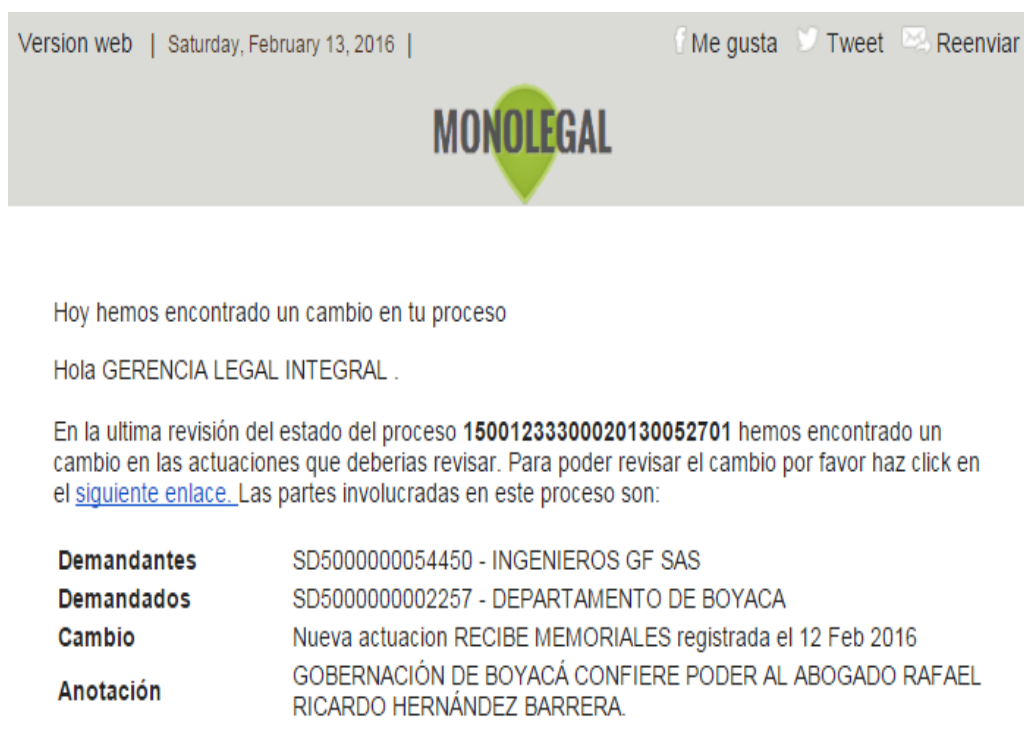 Version web | Saturday, February 13, 2016 | Me gusta Tweet Reenviar
MONOLEGAL
Hoy hemos encontrado un cambio en tu proceso
Hola GERENCIA LEGAL INTEGRAL .
En la ultima revisión del estado del proceso 15001233300020130052701 hemos encontrado un
cambio en las actuaciones que deberias revisar. Para poder revisar el cambio por favor haz click en
el siguiente enlace. Las partes involucradas en este proceso son:
Demandantes SD5000000054450 - INGENIEROS GF SAS
Demandados SD5000000002257 - DEPARTAMENTO DE BOYACA
Cambio Nueva actuacion RECIBE MEMORIALES registrada el 12 Feb 2016
Anotación GOBERNACIÓN DE BOYACÁ CONFIERE PODER AL ABOGADO RAFAEL
RICARDO HERNÁNDEZ BARRERA.